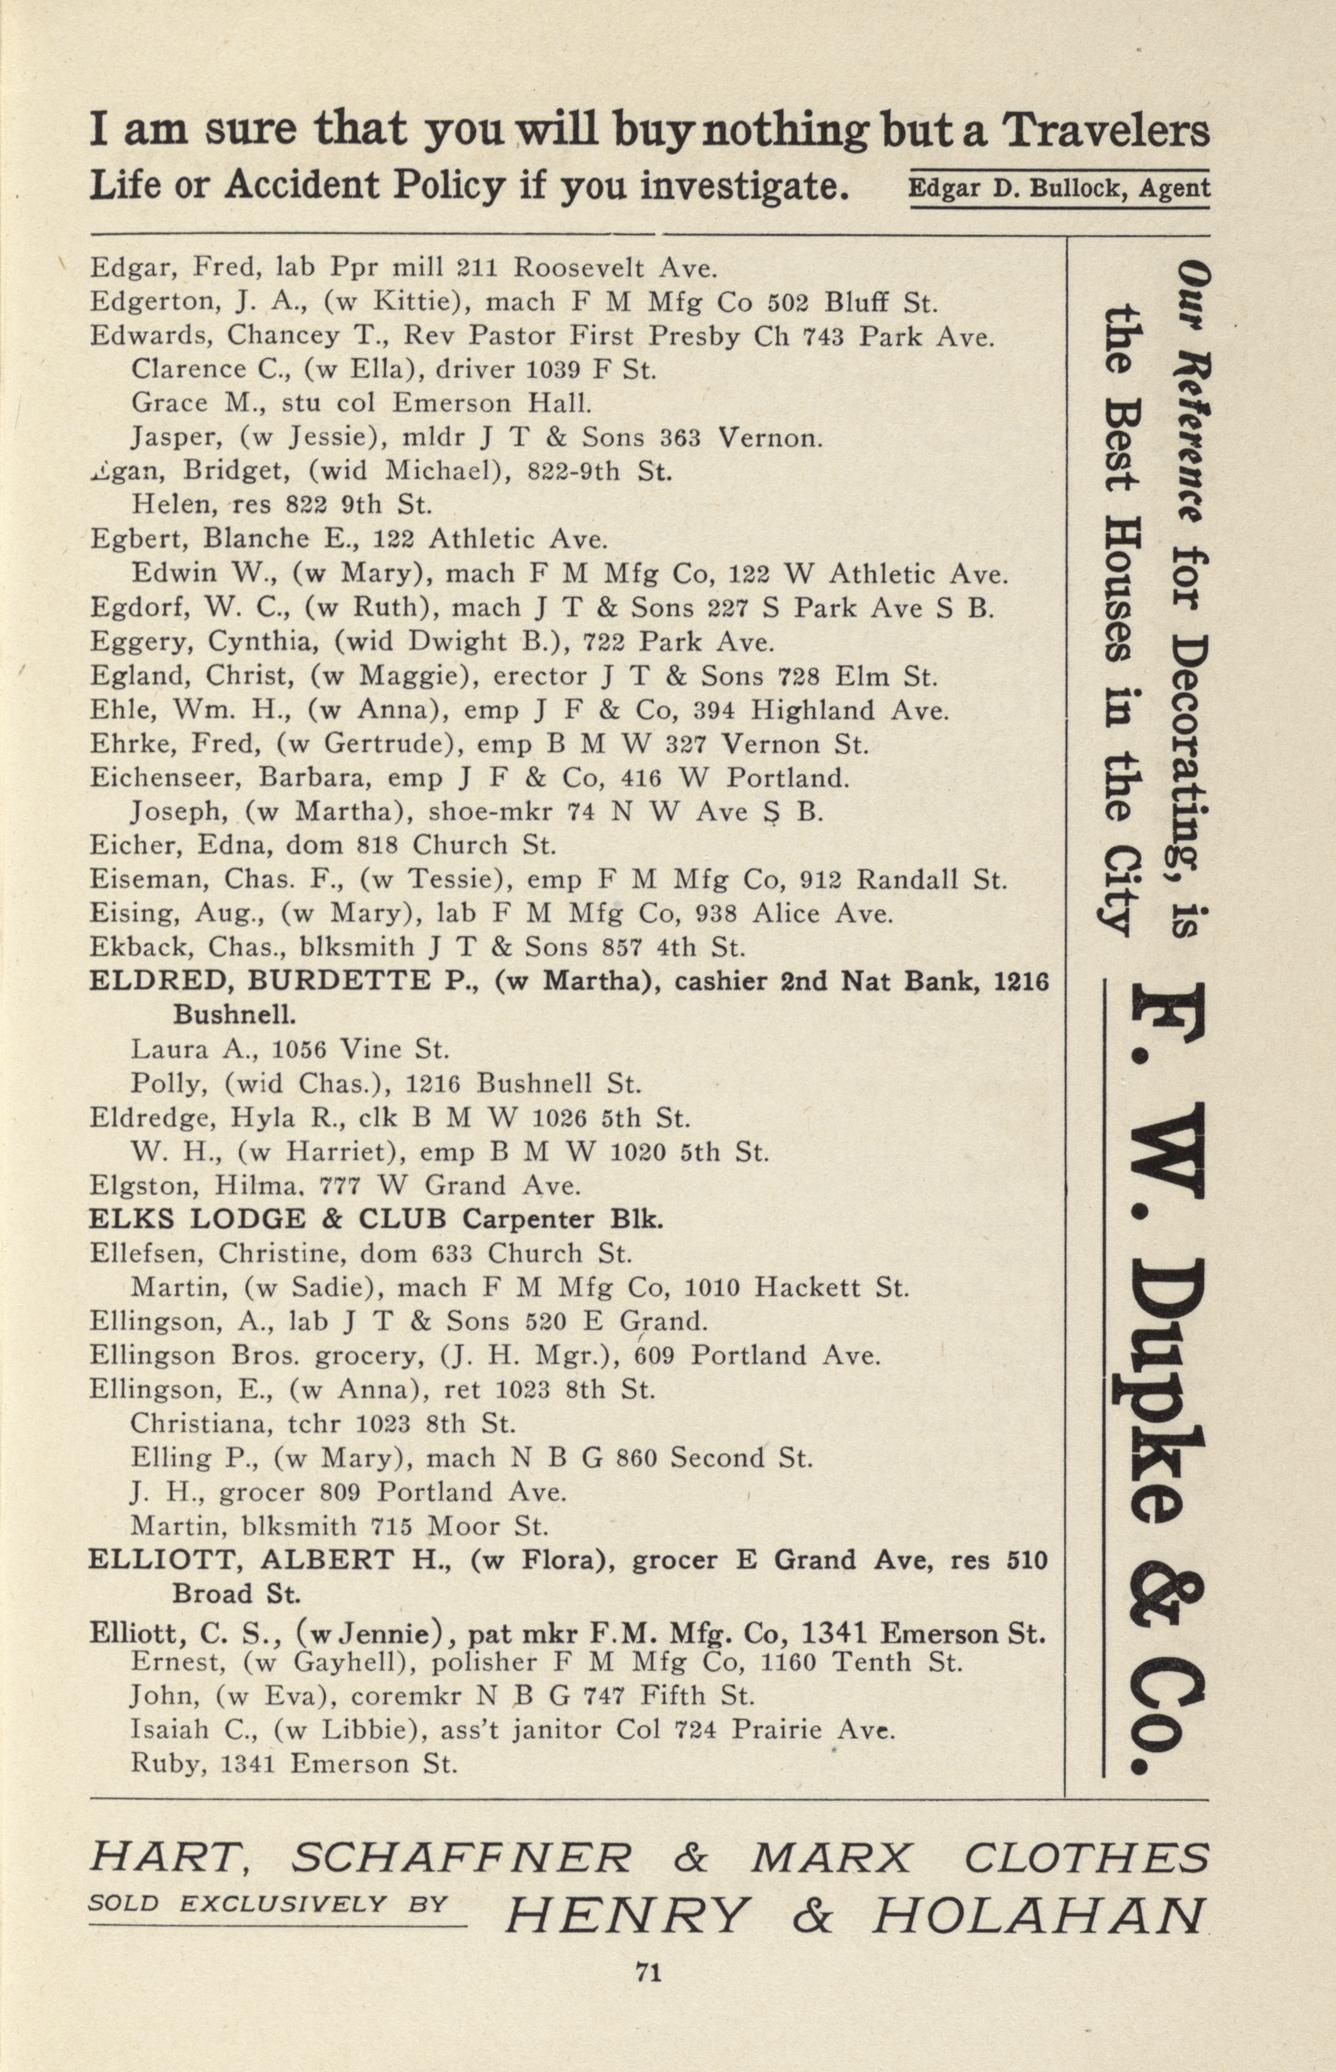 I am sure that you will buy nothing but a Travelers
Life or Accident Policy if you investigate. Edgar D. Bullock, Agent
Edgar, Fred, lab Ppr mill 211 Roosevelt Ave.
Edgerton, J. A., (w Kittie), mach F M Mfg Co 502 Bluff St.
Edwards, Chancey T., Rev Pastor First Presby Ch 743 Park Ave.
Clarence C., (w Ella), driver 1039 F St.
Grace M., stu col Emerson Hall.
Jasper, (w Jessie), mldr J T & Sons 363 Vernon.
Egan, Bridget, (wid Michael), 822-9th St.
Helen, res 822 9th St.
Egbert, Blanche E., 122 Athletic Ave.
Edwin W., (w Mary), mach F M Mfg Co, 122 W Athletic Ave.
Egdorf, W. C., (w Ruth), mach J T & Sons 227 S Park Ave S B.
Eggery, Cynthia, (wid Dwight B.), 722 Park Ave.
Egland, Christ, (w Maggie), erector J T & Sons 728 Elm St.
Ehle, Wm. H., (w Anna), emp J F & Co, 394 Highland Ave.
Ehrke, Fred, (w Gertrude), emp B M W 327 Vernon St.
Eichenseer, Barbara, emp J F & Co, 416 W Portland.
Joseph, (w Martha), shoe-mkr 74 N W Ave S B.
Eicher, Edna, dom 818 Church St.
Eiseman, Chas. F., (w Tessie), emp F M Mfg Co, 912 Randall St.
Eising, Aug., (w Mary), lab F M Mfg Co, 938 Alice Ave.
Ekback, Chas., blksmith J T & Sons 857 4th St.
ELDRED, BURDETTE P., (w Martha), cashier 2nd Nat Bank, 1216
Bushnell.
Laura A., 1056 Vine St.
Polly, (wid Chas.), 1216 Bushnell St.
Eldredge, Hyla R., clk B M W 1026 5th St.
W. H., (w Harriet), emp B M W 1020 5th St.
Elgston, Hilma. 777 W Grand Ave.
ELKS LODGE & CLUB Carpenter Blk.
Ellefsen, Christine, dom 633 Church St.
Martin, (w Sadie), mach F M Mfg Co, 1010 Hackett St.
Ellingson, A., lab J T & Sons 520 E Grand.
Ellingson Bros. grocery, (J. H. Mgr.), 609 Portland Ave.
Ellingson, E., (w Anna), ret 1023 8th St.
Christiana, tchr 1023 8th St.
Elling P., (w Mary), mach N B G 860 Second St.
J. H., grocer 809 Portland Ave.
Martin, blksmith 715 Moor St.
ELLIOTT, ALBERT H., (w Flora), grocer E Grand Ave, res 510
Broad St.
Elliott, C. S., (w Jennie), pat mkr F.M. Mfg. Co, 1341 Emerson St.
Ernest, (w Gayhell), polisher F M Mfg Co, 1160 Tenth St.
John, (w Eva), coremkr N B G 747 Fifth St.
Isaiah C., (w Libbie), ass't janitor Col 724 Prairie Ave.
Ruby, 1341 Emerson St.
Our Reference for Decorating, is
the Best Houses in the City
F. W. Dupke & Co.
HART, SCHAFFNER & MARX CLOTHES
SOLD EXCLUSIVELY BY HENRY & HOLAHAN
71